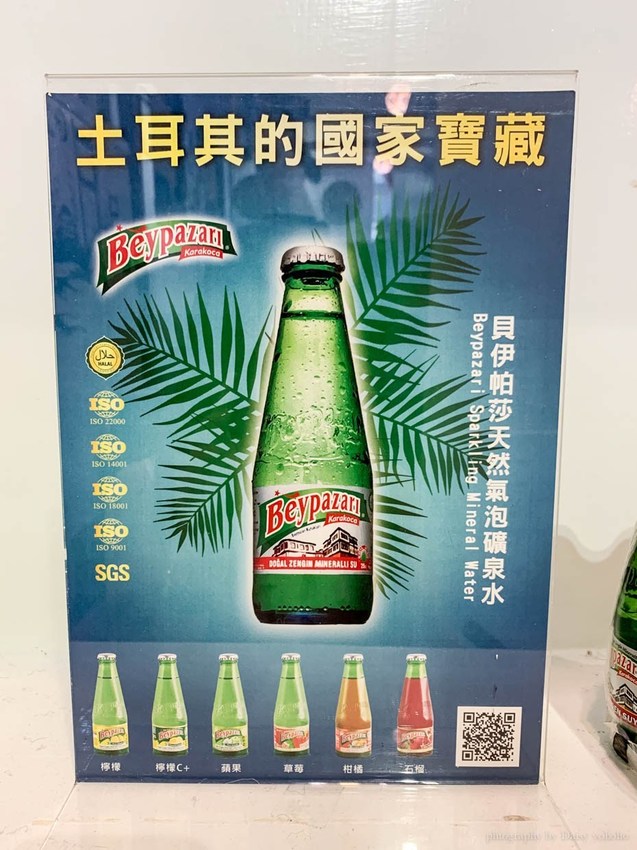 土耳其的國家寶藏
Beypazarı
Karakoca
حلال
HALAL
ISO
ISO 22000
ISO
ISO 14001
ISO
ISO 18001
ISO
ISO 9001
SGS
貝伊帕莎天然氣泡礦泉水
Beypazari Sparkling Mineral Water
Beypazarı
Karakoca
DOĞAL ZENGİN MİNERALLİ SU
檸檬
檸檬C+
蘋果
草莓
柑橘
石榴